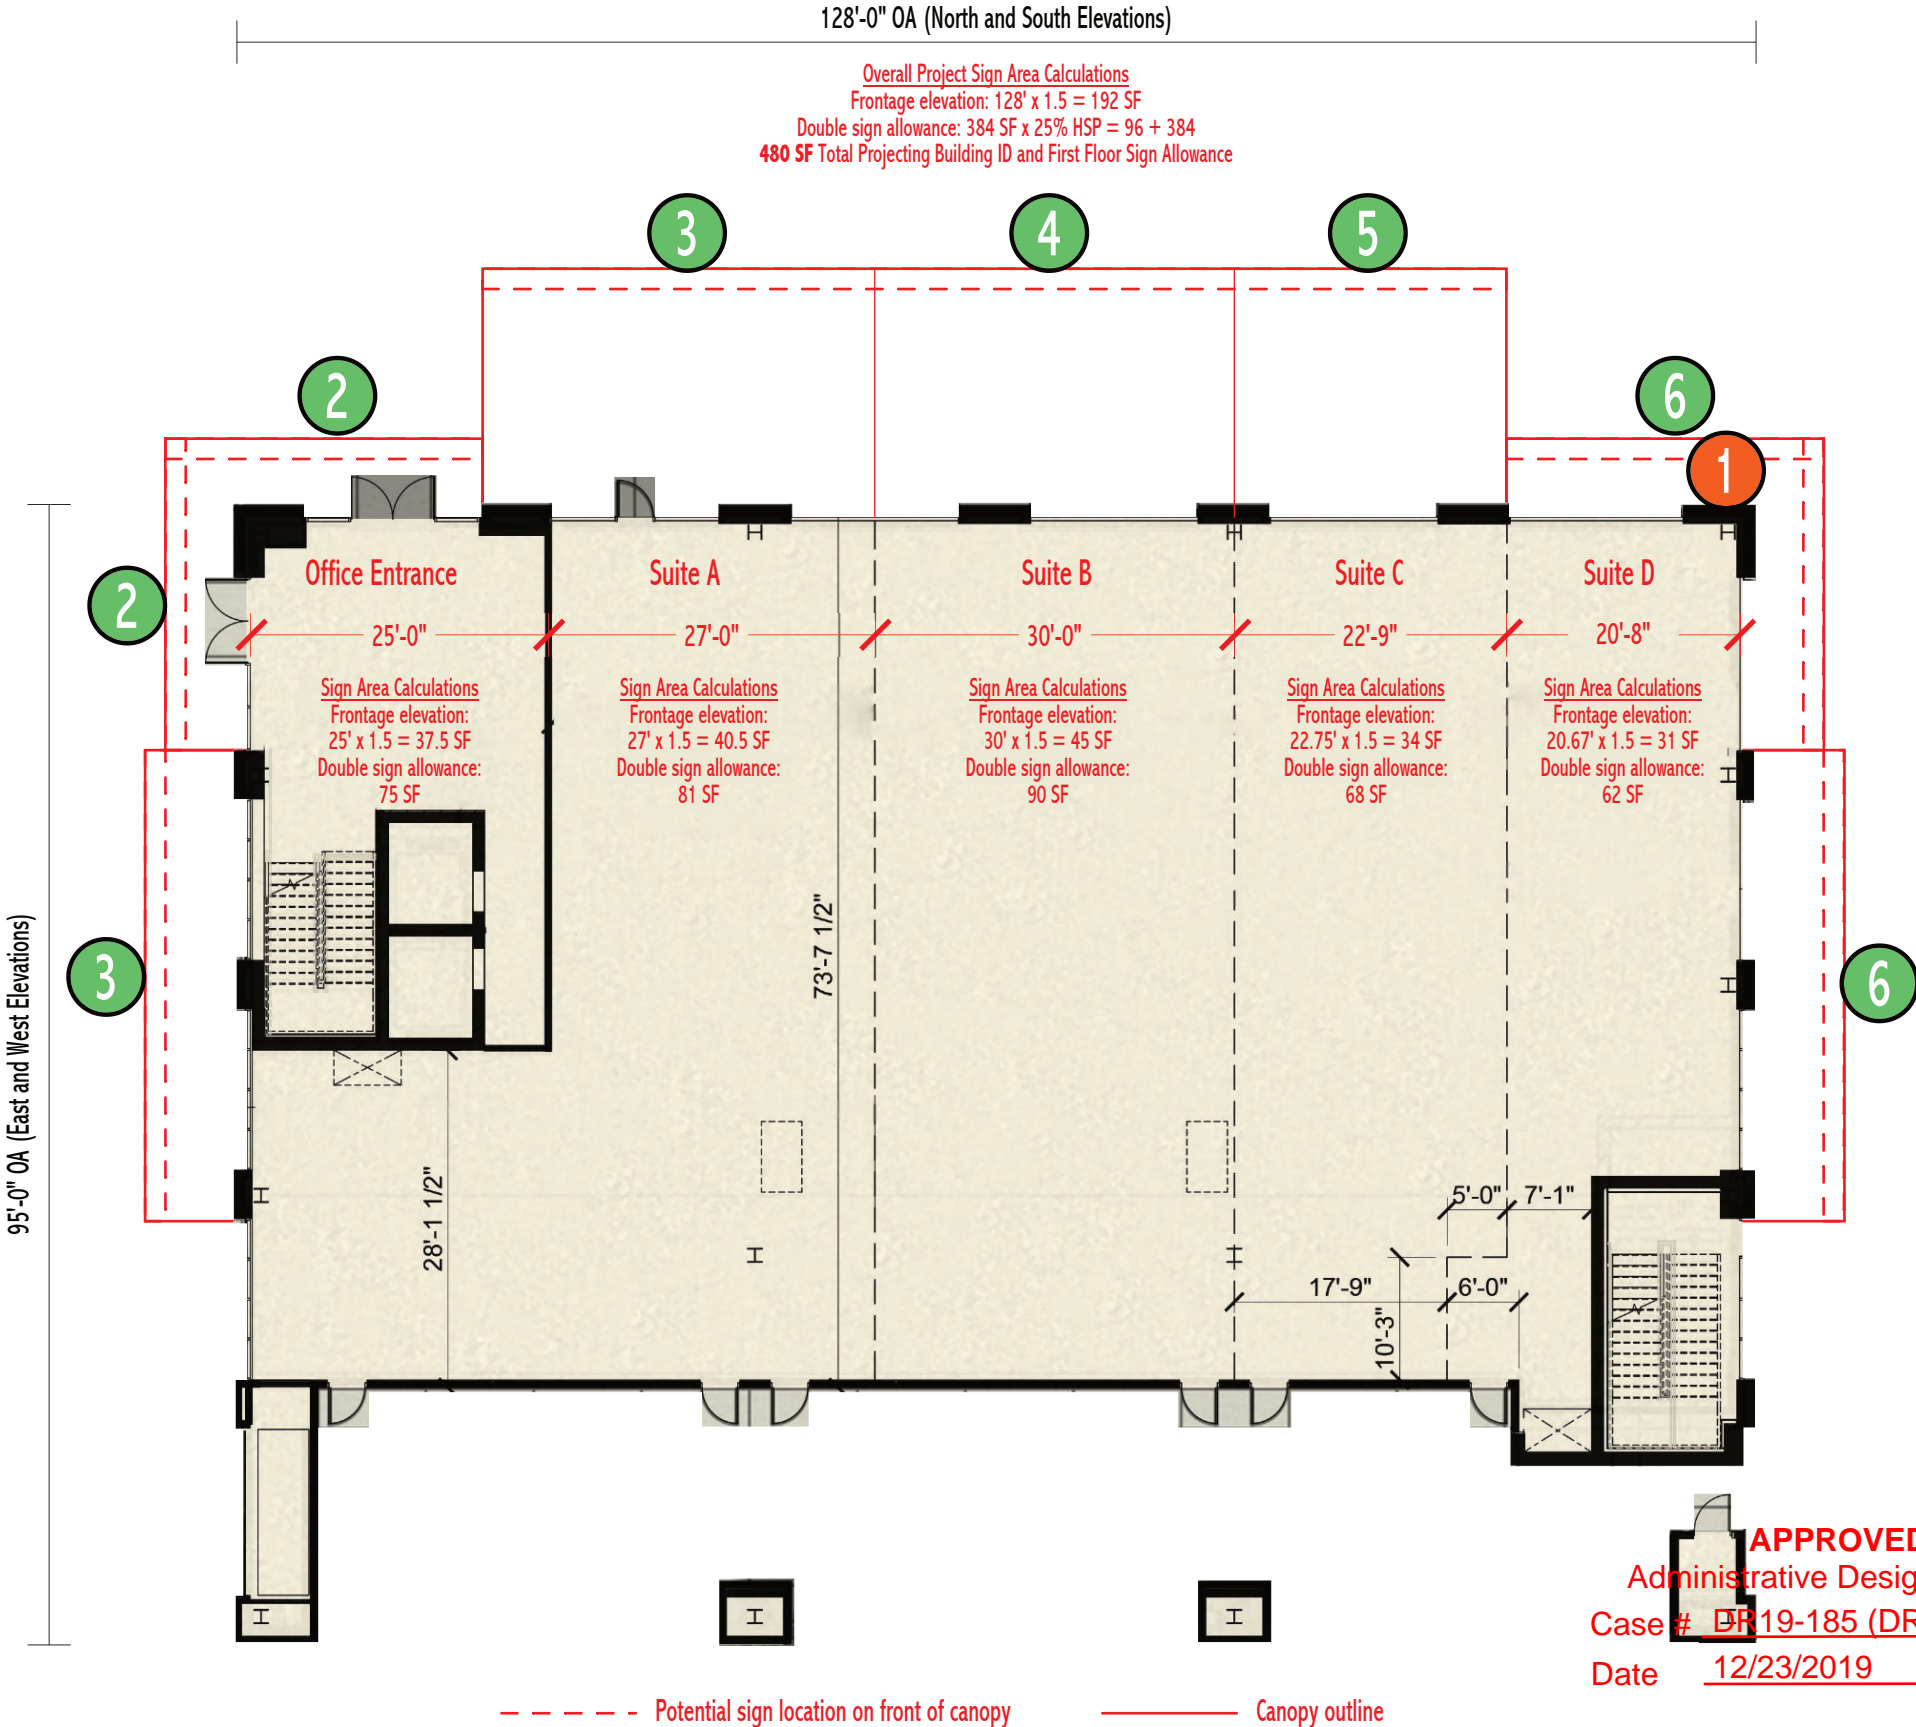 128'-0" OA (North and South Elevations)
Overall Project Sign Area Calculations
Frontage elevation: 128' x 1.5 = 192 SF
Double sign allowance: 384 SF x 25% HSP = 96 + 384
480 SF Total Projecting Building ID and First Floor Sign Allowance
3
4
5
2
6
1
2
Office Entrance
Suite A
Suite B
Suite C
Suite D
25'-0"
27'-0"
30'-0"
22'-9"
20'-8"
Sign Area Calculations
Frontage elevation:
25' x 1.5 = 37.5 SF
Double sign allowance:
75 SF
Sign Area Calculations
Frontage elevation:
27' x 1.5 = 40.5 SF
Double sign allowance:
81 SF
Sign Area Calculations
Frontage elevation:
30' x 1.5 = 45 SF
Double sign allowance:
90 SF
Sign Area Calculations
Frontage elevation:
22.75' x 1.5 = 34 SF
Double sign allowance:
68 SF
Sign Area Calculations
Frontage elevation:
20.67' x 1.5 = 31 SF
Double sign allowance:
62 SF
95'-0" OA (East and West Elevations)
3
6
73'-7 1/2"
28'-1 1/2"
5'-0"
7'-1"
17'-9"
6'-0"
10'-3"
APPROVED
Administrative Desig
Case # DR19-185 (DR
Date 12/23/2019
Potential sign location on front of canopy
Canopy outline